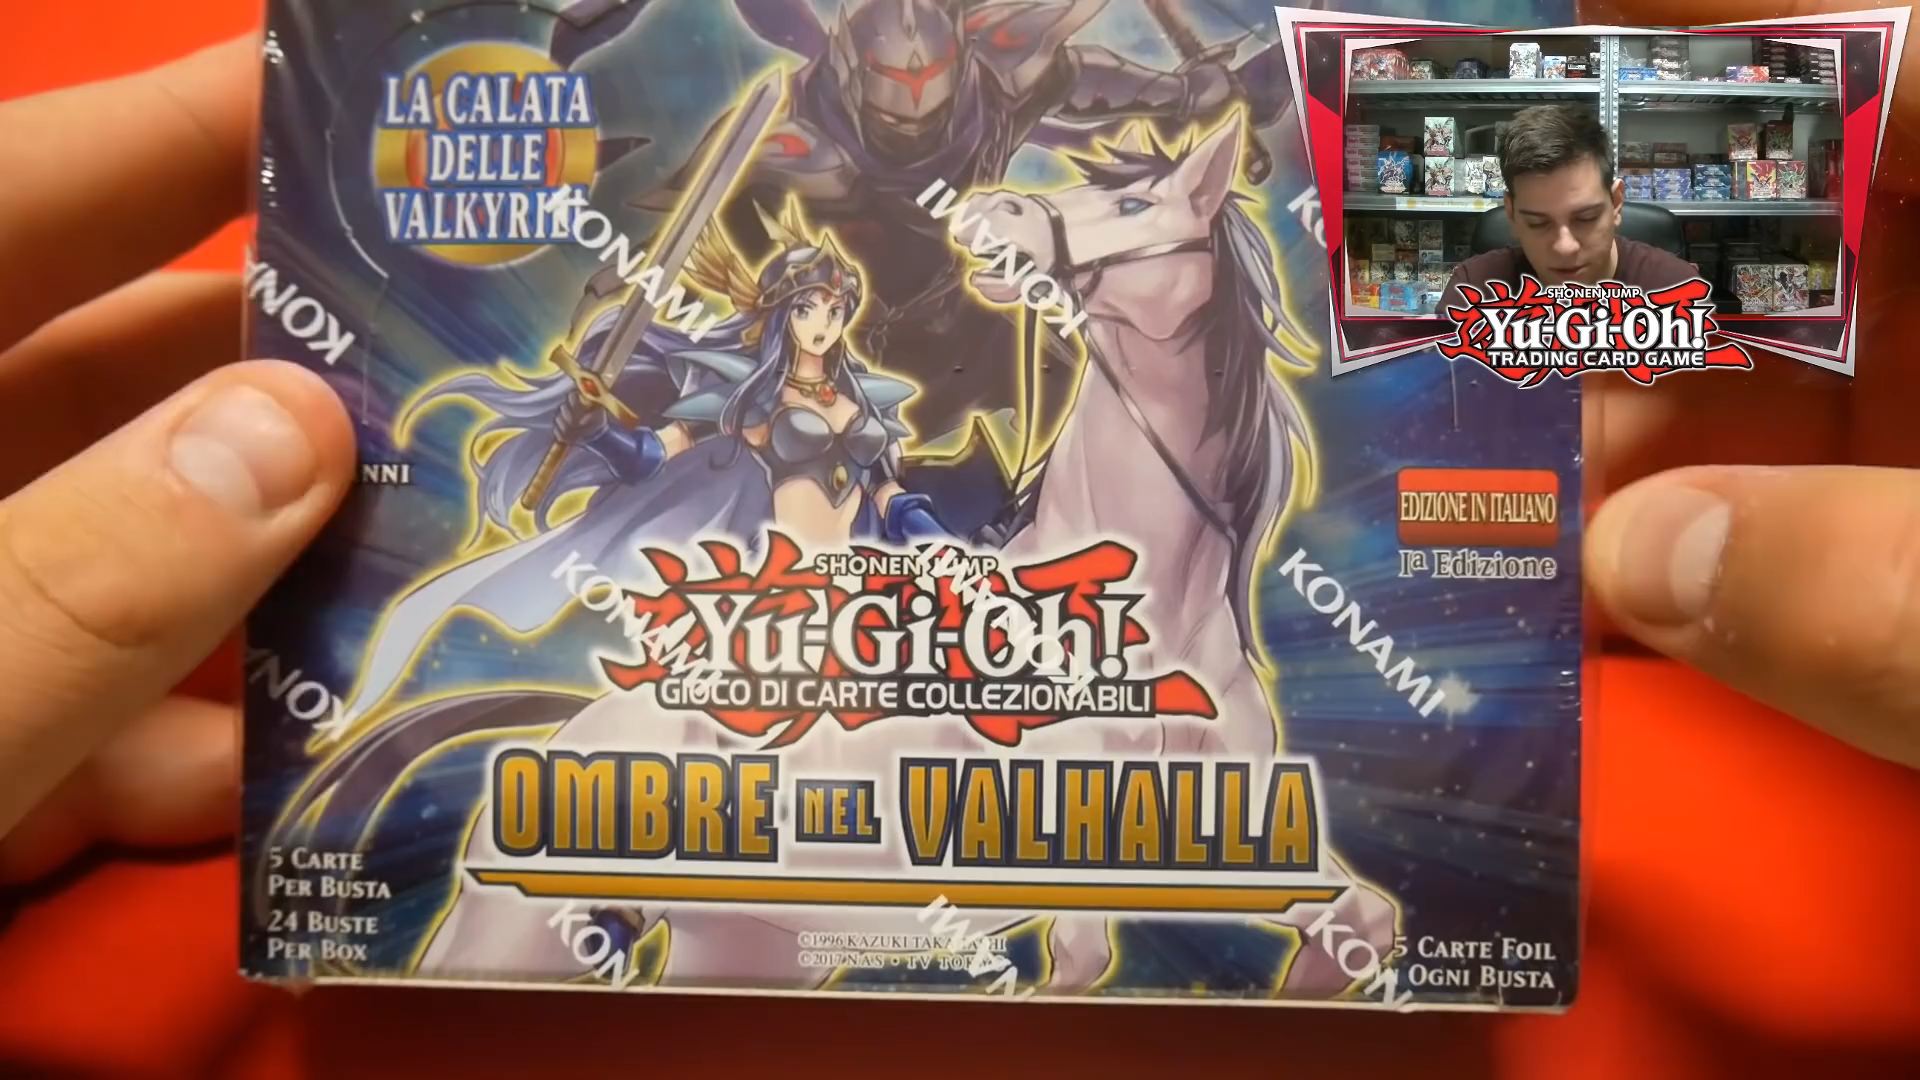 LA CALATA
DELLE
VALKYRIE
KONAMI
KONAMI
KONAMI
ANNI
EDIZIONE IN ITALIANO
Iª Edizione
SHONEN JUMP
Yu-Gi-Oh!
GIOCO DI CARTE COLLEZIONABILI
KONAMI
KONAMI
KONAMI
OMBRE NEL VALHALLA
5 CARTE
PER BUSTA
24 BUSTE
PER BOX
©1996 KAZUKI TAKAHASHI
©2017 NAS • TV TOKYO
5 CARTE FOIL
OGNI BUSTA
SHONEN JUMP
Yu-Gi-Oh!
TRADING CARD GAME